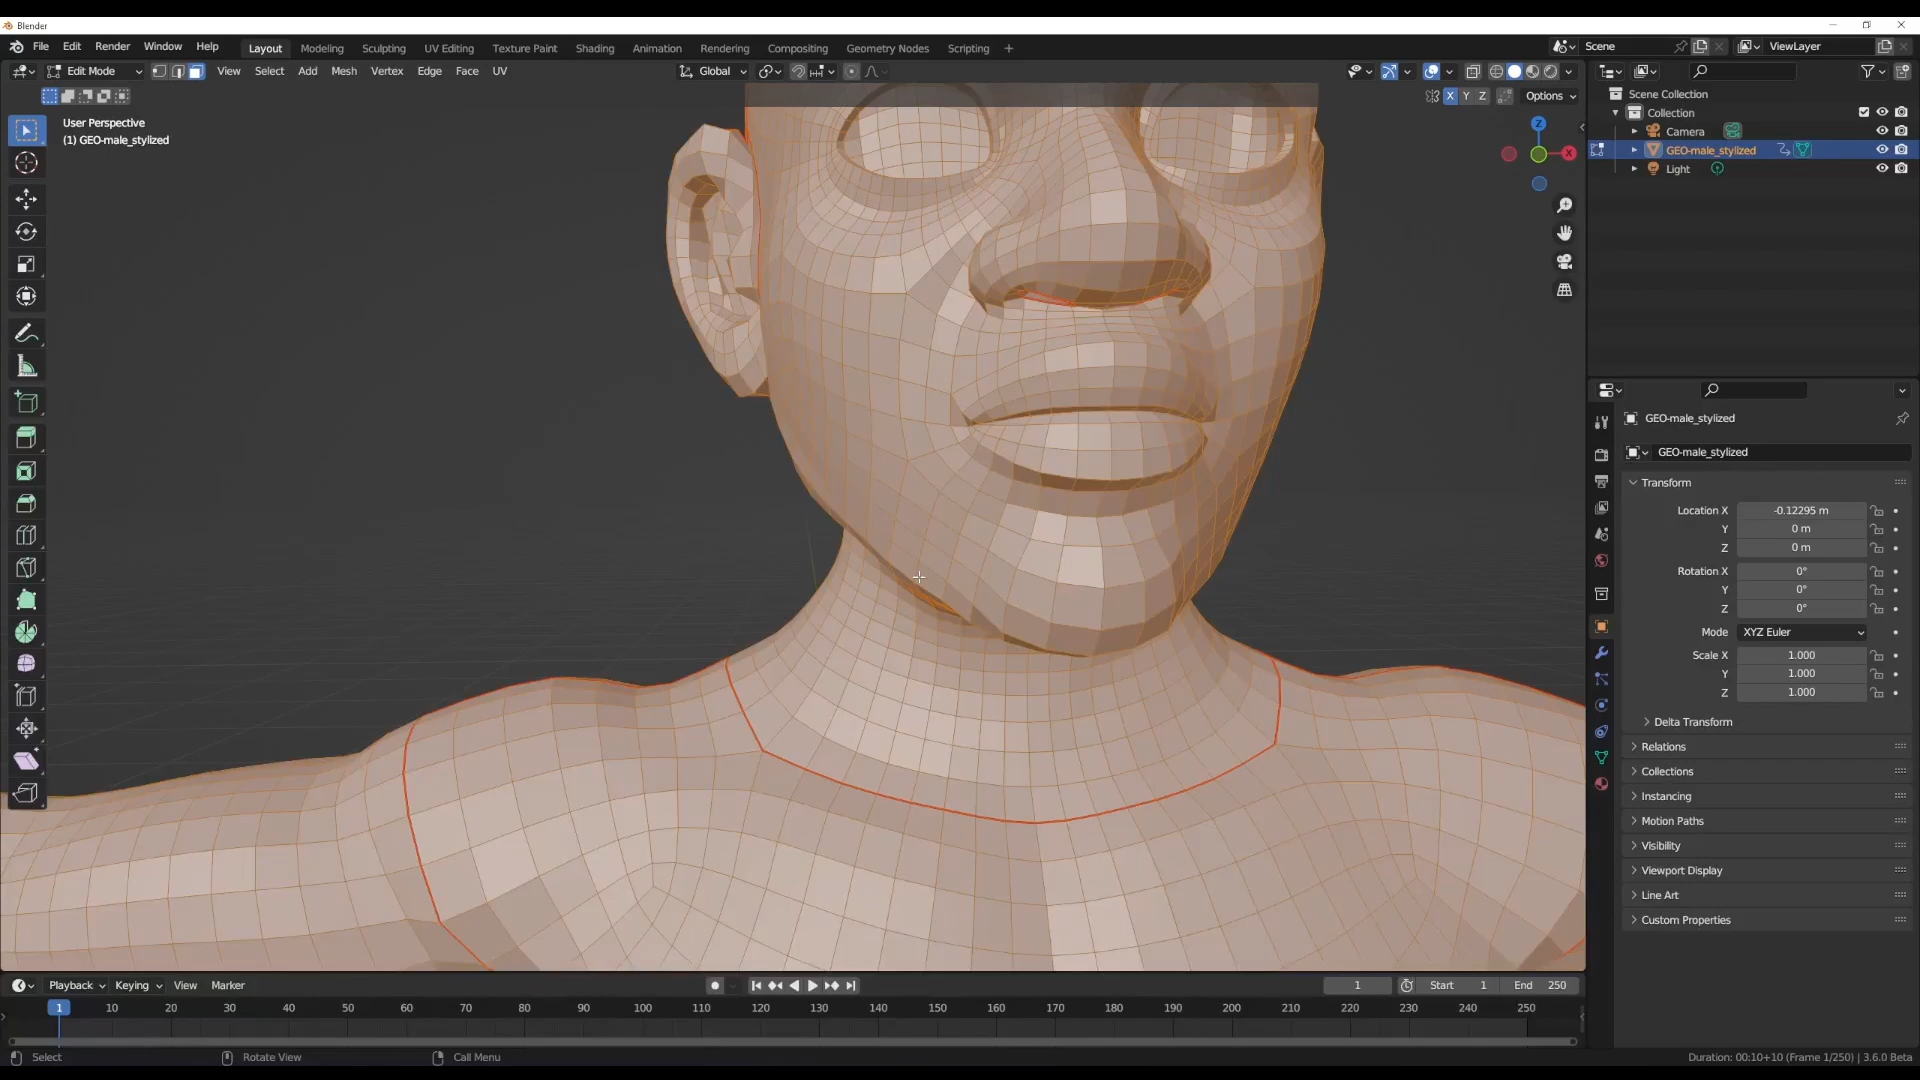 Blender
File Edit Render Window Help Layout Modeling Sculpting UV Editing Texture Paint Shading Animation Rendering Compositing Geometry Nodes Scripting + Scene ViewLayer
Edit Mode View Select Add Mesh Vertex Edge Face UV Global
X Y Z Options
User Perspective
(1) GEO-male_stylized
Z
X
Scene Collection
Collection
Camera
GEO-male_stylized
Light
GEO-male_stylized
GEO-male_stylized
Transform
Location X -0.12295 m
Y 0 m
Z 0 m
Rotation X 0°
Y 0°
Z 0°
Mode XYZ Euler
Scale X 1.000
Y 1.000
Z 1.000
Delta Transform
Relations
Collections
Instancing
Motion Paths
Visibility
Viewport Display
Line Art
Custom Properties
Playback Keying View Marker 1 Start 1 End 250
1 10 20 30 40 50 60 70 80 90 100 110 120 130 140 150 160 170 180 190 200 210 220 230 240 250
Select Rotate View Call Menu Duration: 00:10+10 (Frame 1/250) | 3.6.0 Beta